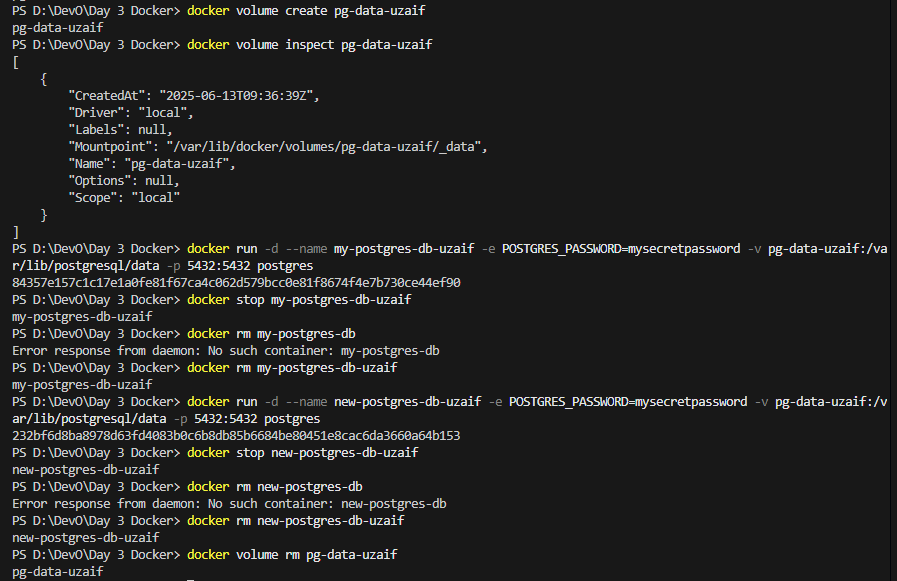 PS D:\DevO\Day 3 Docker> docker volume create pg-data-uzaif
pg-data-uzaif
PS D:\DevO\Day 3 Docker> docker volume inspect pg-data-uzaif
[
    {
        "CreatedAt": "2025-06-13T09:36:39Z",
        "Driver": "local",
        "Labels": null,
        "Mountpoint": "/var/lib/docker/volumes/pg-data-uzaif/_data",
        "Name": "pg-data-uzaif",
        "Options": null,
        "Scope": "local"
    }
]
PS D:\DevO\Day 3 Docker> docker run -d --name my-postgres-db-uzaif -e POSTGRES_PASSWORD=mysecretpassword -v pg-data-uzaif:/va
r/lib/postgresql/data -p 5432:5432 postgres
84357e157c1c17e1a0fe81f67ca4c062d579bcc0e81f8674f4e7b730ce44ef90
PS D:\DevO\Day 3 Docker> docker stop my-postgres-db-uzaif
my-postgres-db-uzaif
PS D:\DevO\Day 3 Docker> docker rm my-postgres-db
Error response from daemon: No such container: my-postgres-db
PS D:\DevO\Day 3 Docker> docker rm my-postgres-db-uzaif
my-postgres-db-uzaif
PS D:\DevO\Day 3 Docker> docker run -d --name new-postgres-db-uzaif -e POSTGRES_PASSWORD=mysecretpassword -v pg-data-uzaif:/v
ar/lib/postgresql/data -p 5432:5432 postgres
232bf6d8ba8978d63fd4083b0c6b8db85b6684be80451e8cac6da3660a64b153
PS D:\DevO\Day 3 Docker> docker stop new-postgres-db-uzaif
new-postgres-db-uzaif
PS D:\DevO\Day 3 Docker> docker rm new-postgres-db
Error response from daemon: No such container: new-postgres-db
PS D:\DevO\Day 3 Docker> docker rm new-postgres-db-uzaif
new-postgres-db-uzaif
PS D:\DevO\Day 3 Docker> docker volume rm pg-data-uzaif
pg-data-uzaif